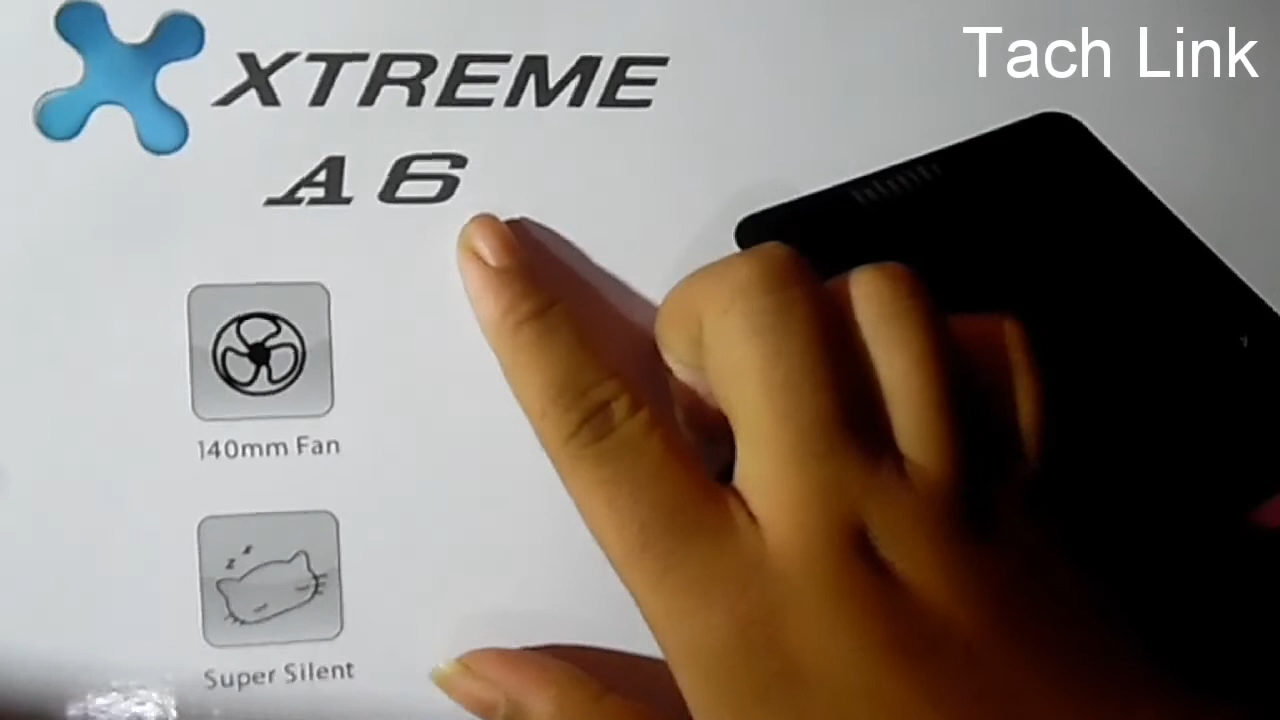 XTREME
A6
Tach Link
140mm Fan
z z
Super Silent